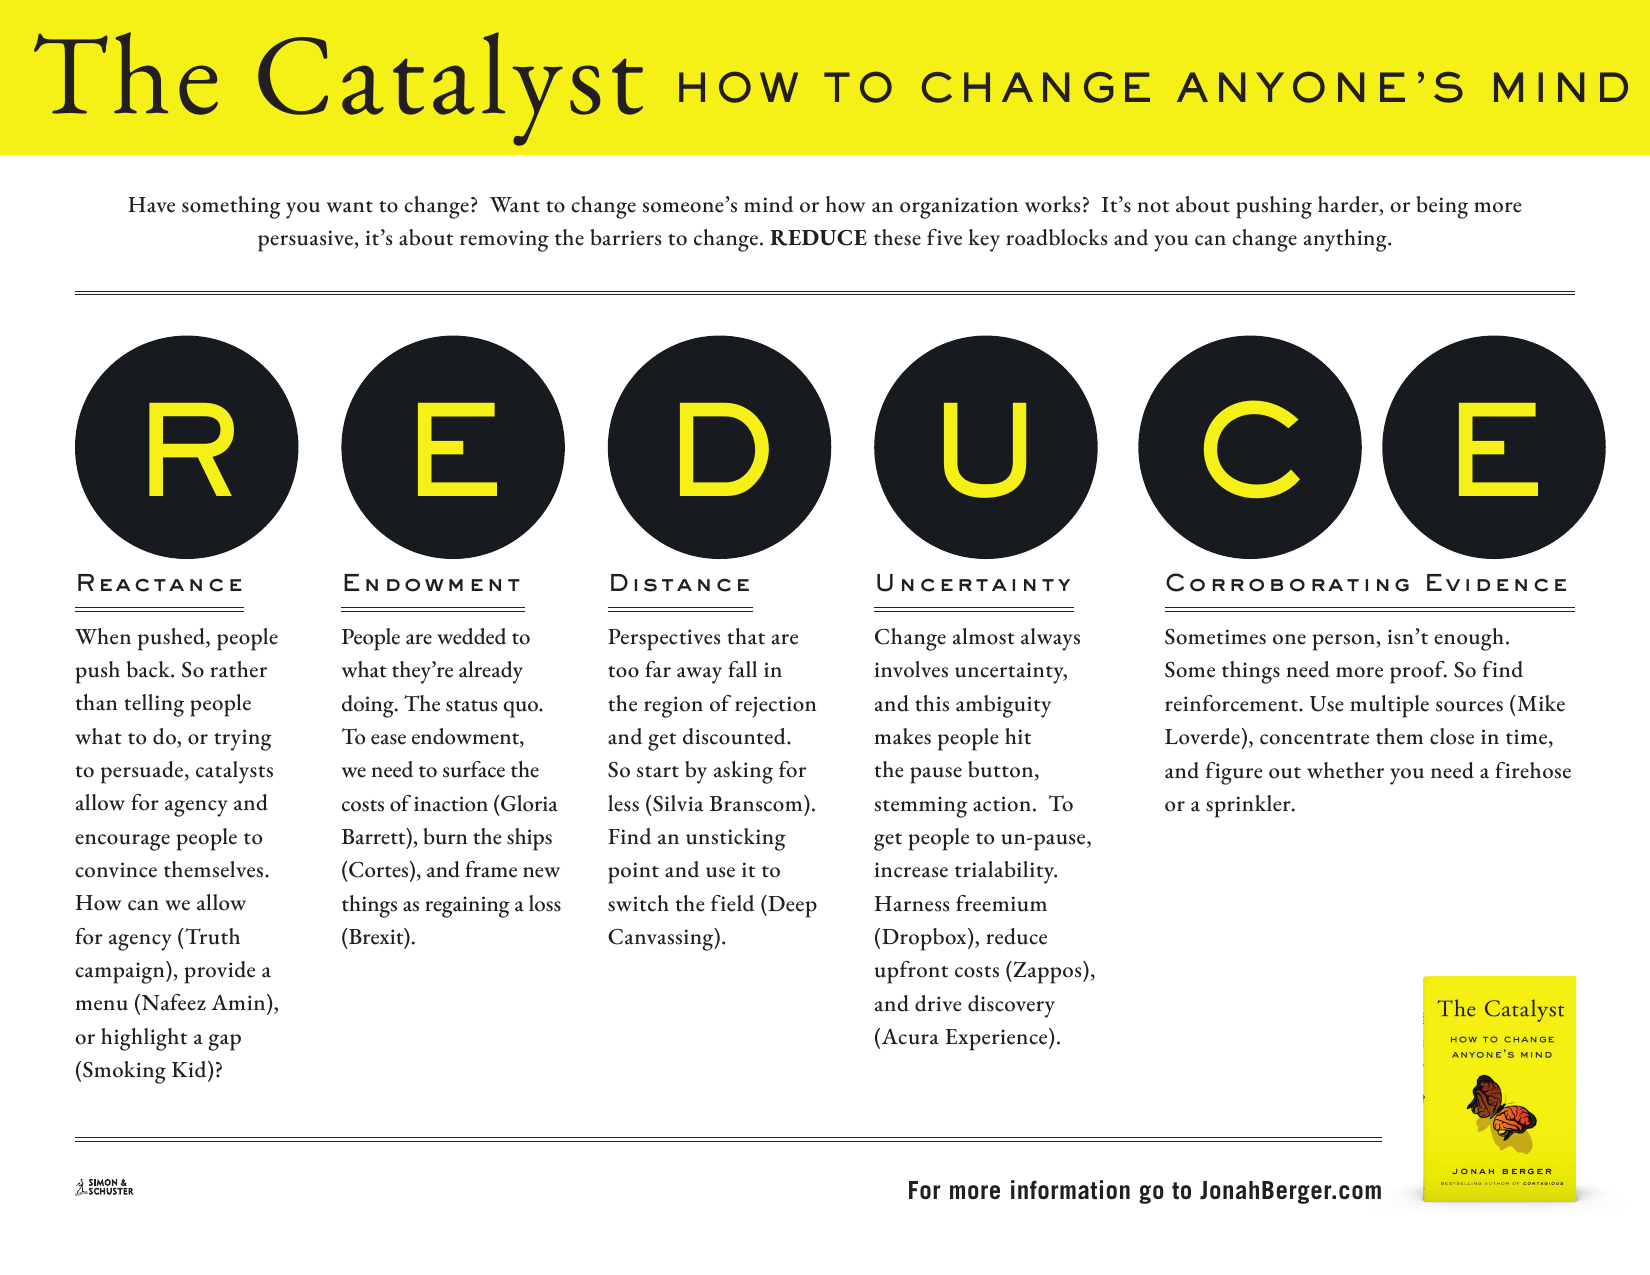 The Catalyst HOW TO CHANGE ANYONE’S MIND
Have something you want to change?  Want to change someone’s mind or how an organization works?  It’s not about pushing harder, or being more
persuasive, it’s about removing the barriers to change. REDUCE these five key roadblocks and you can change anything.
R E D U C E
Reactance
When pushed, people
push back. So rather
than telling people
what to do, or trying
to persuade, catalysts
allow for agency and
encourage people to
convince themselves.
How can we allow
for agency (Truth
campaign), provide a
menu (Nafeez Amin),
or highlight a gap
(Smoking Kid)?
Endowment
People are wedded to
what they’re already
doing. The status quo.
To ease endowment,
we need to surface the
costs of inaction (Gloria
Barrett), burn the ships
(Cortes), and frame new
things as regaining a loss
(Brexit).
Distance
Perspectives that are
too far away fall in
the region of rejection
and get discounted.
So start by asking for
less (Silvia Branscom).
Find an unsticking
point and use it to
switch the field (Deep
Canvassing).
Uncertainty
Change almost always
involves uncertainty,
and this ambiguity
makes people hit
the pause button,
stemming action.  To
get people to un-pause,
increase trialability.
Harness freemium
(Dropbox), reduce
upfront costs (Zappos),
and drive discovery
(Acura Experience).
Corroborating Evidence
Sometimes one person, isn’t enough.
Some things need more proof. So find
reinforcement. Use multiple sources (Mike
Loverde), concentrate them close in time,
and figure out whether you need a firehose
or a sprinkler.
The Catalyst
HOW TO CHANGE
ANYONE’S MIND
JONAH BERGER
BESTSELLING AUTHOR OF CONTAGIOUS
SIMON &
SCHUSTER
For more information go to JonahBerger.com